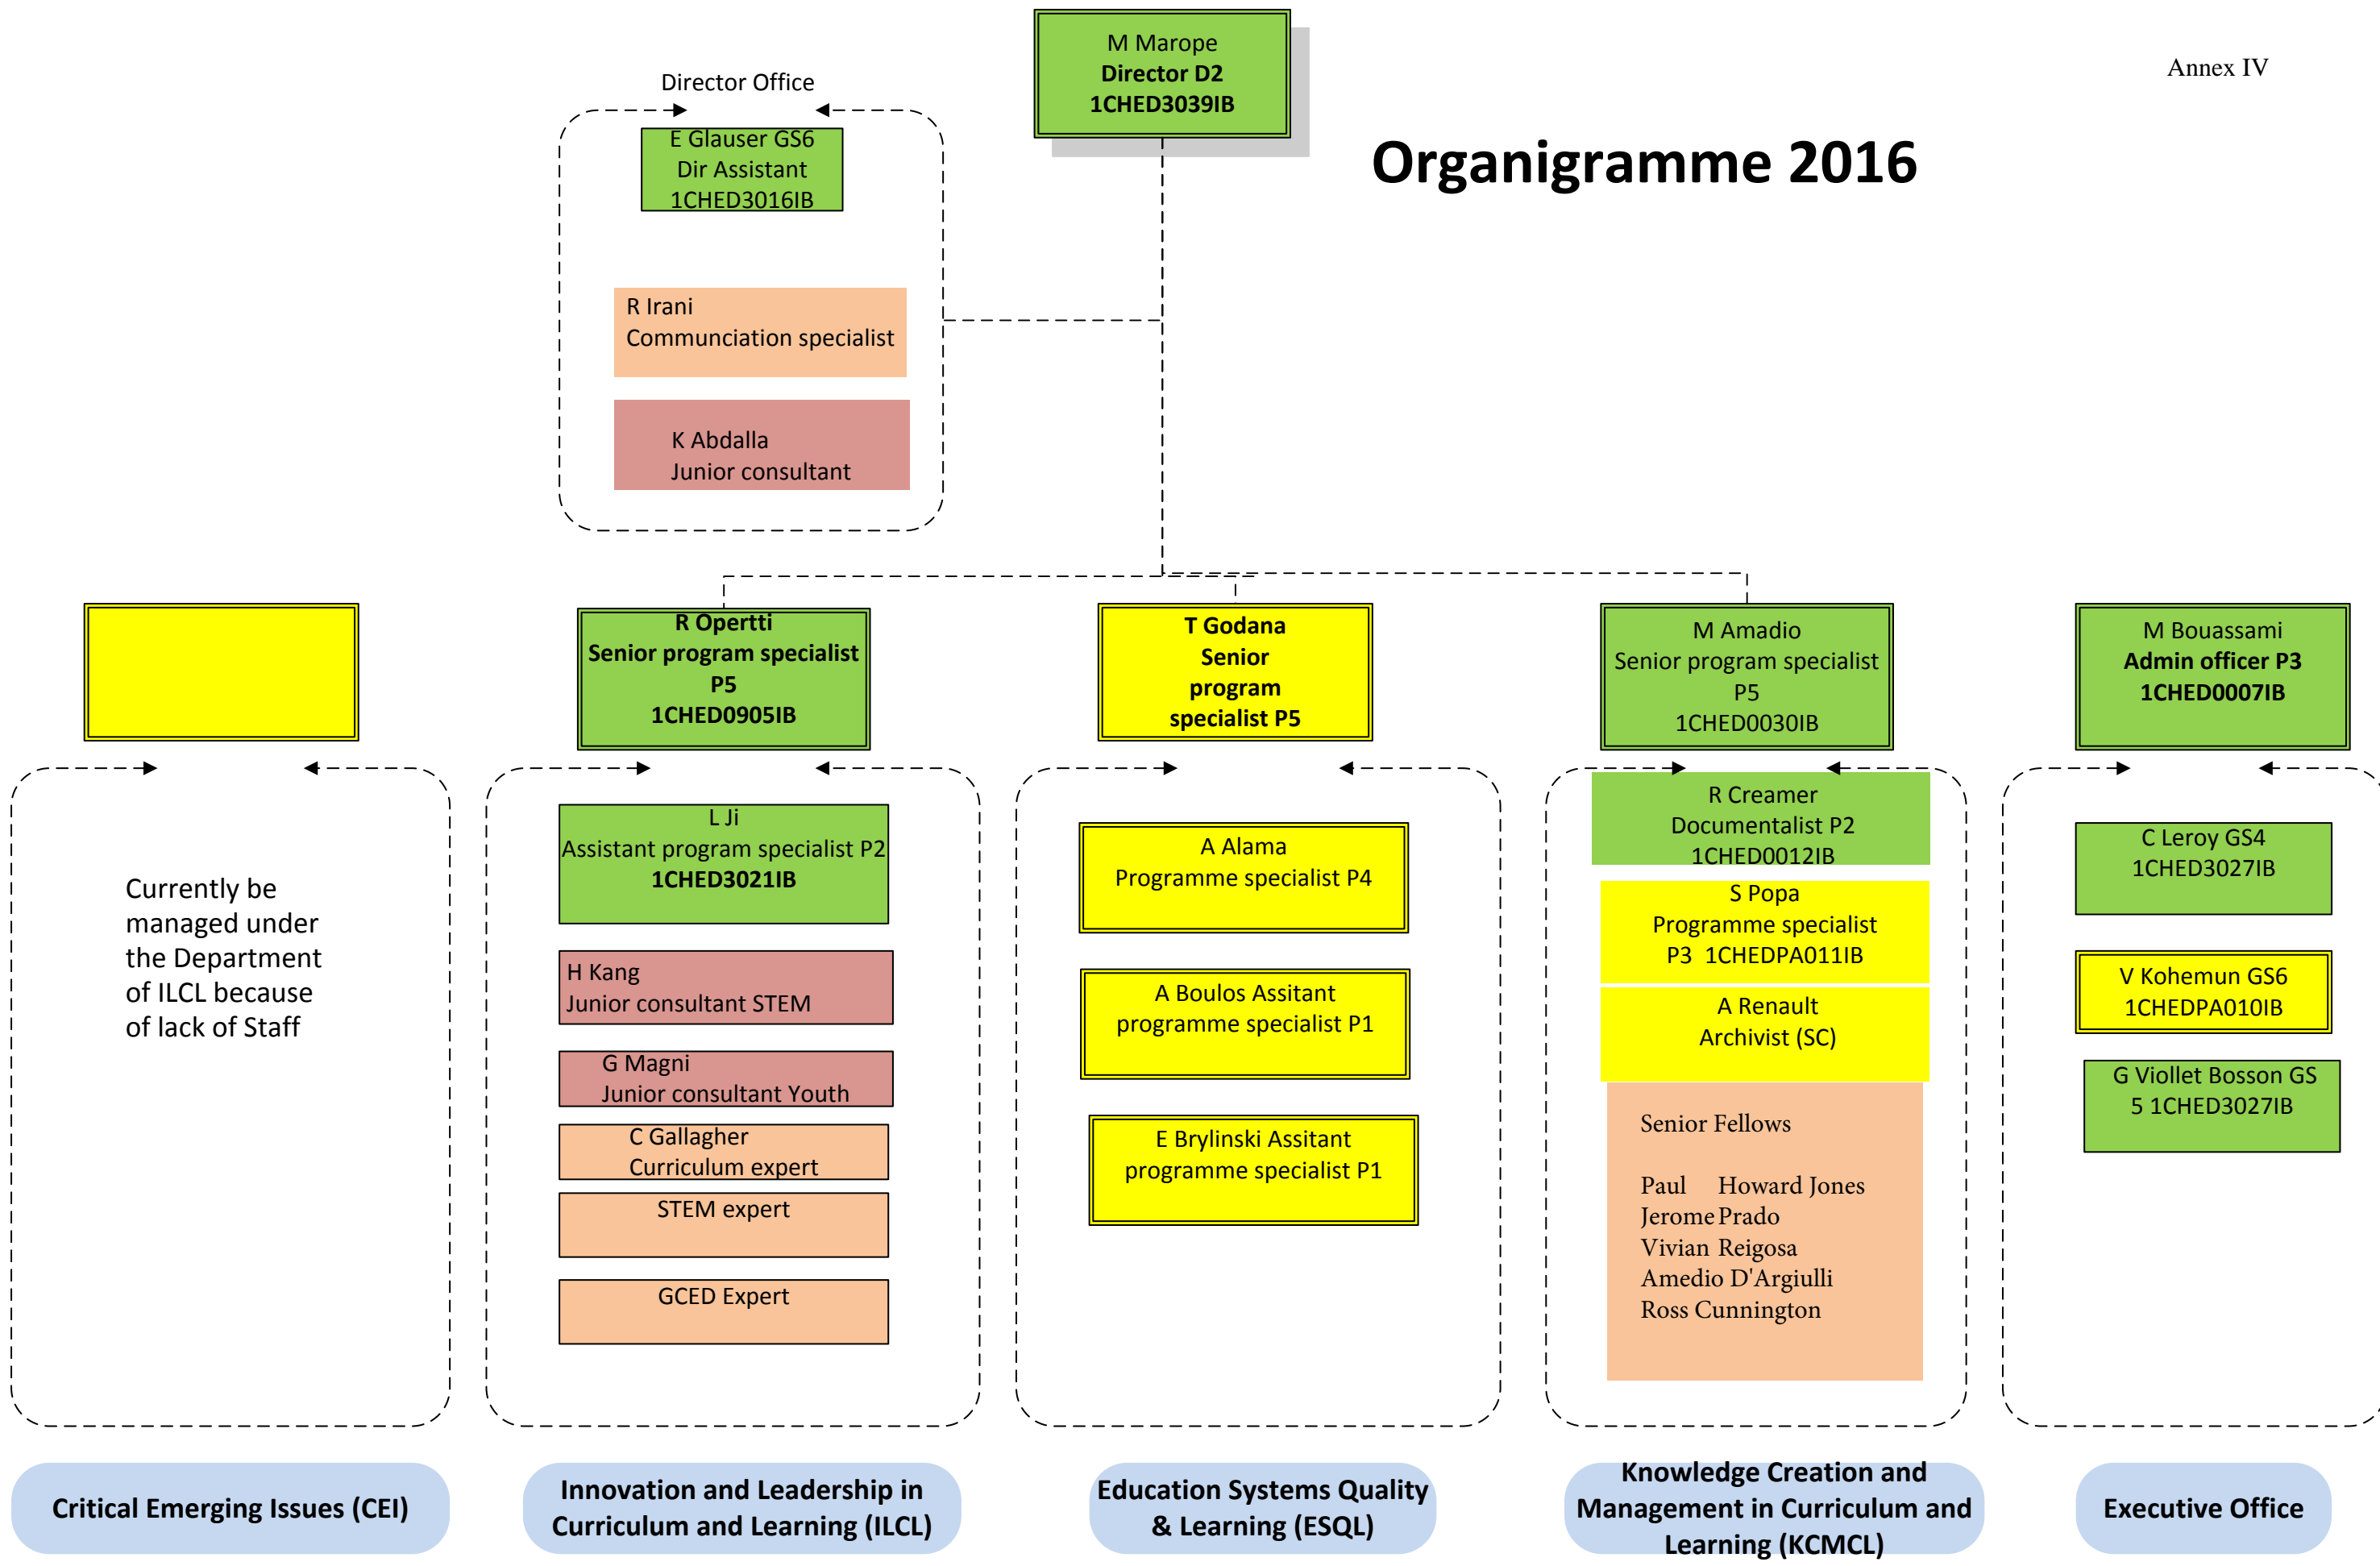 Annex IV
Organigramme 2016
M Marope
Director D2
1CHED3039IB
Director Office
E Glauser GS6
Dir Assistant
1CHED3016IB
R Irani
Communciation specialist
K Abdalla
Junior consultant
Currently be
managed under
the Department
of ILCL because
of lack of Staff
Critical Emerging Issues (CEI)
R Opertti
Senior program specialist
P5
1CHED0905IB
L Ji
Assistant program specialist P2
1CHED3021IB
H Kang
Junior consultant STEM
G Magni
Junior consultant Youth
C Gallagher
Curriculum expert
STEM expert
GCED Expert
Innovation and Leadership in
Curriculum and Learning (ILCL)
T Godana
Senior
program
specialist P5
A Alama
Programme specialist P4
A Boulos Assitant
programme specialist P1
E Brylinski Assitant
programme specialist P1
Education Systems Quality
& Learning (ESQL)
M Amadio
Senior program specialist
P5
1CHED0030IB
R Creamer
Documentalist P2
1CHED0012IB
S Popa
Programme specialist
P3 1CHEDPA011IB
A Renault
Archivist (SC)
Senior Fellows
Paul Howard Jones
Jerome Prado
Vivian Reigosa
Amedio D'Argiulli
Ross Cunnington
Knowledge Creation and
Management in Curriculum and
Learning (KCMCL)
M Bouassami
Admin officer P3
1CHED0007IB
C Leroy GS4
1CHED3027IB
V Kohemun GS6
1CHEDPA010IB
G Viollet Bosson GS
5 1CHED3027IB
Executive Office